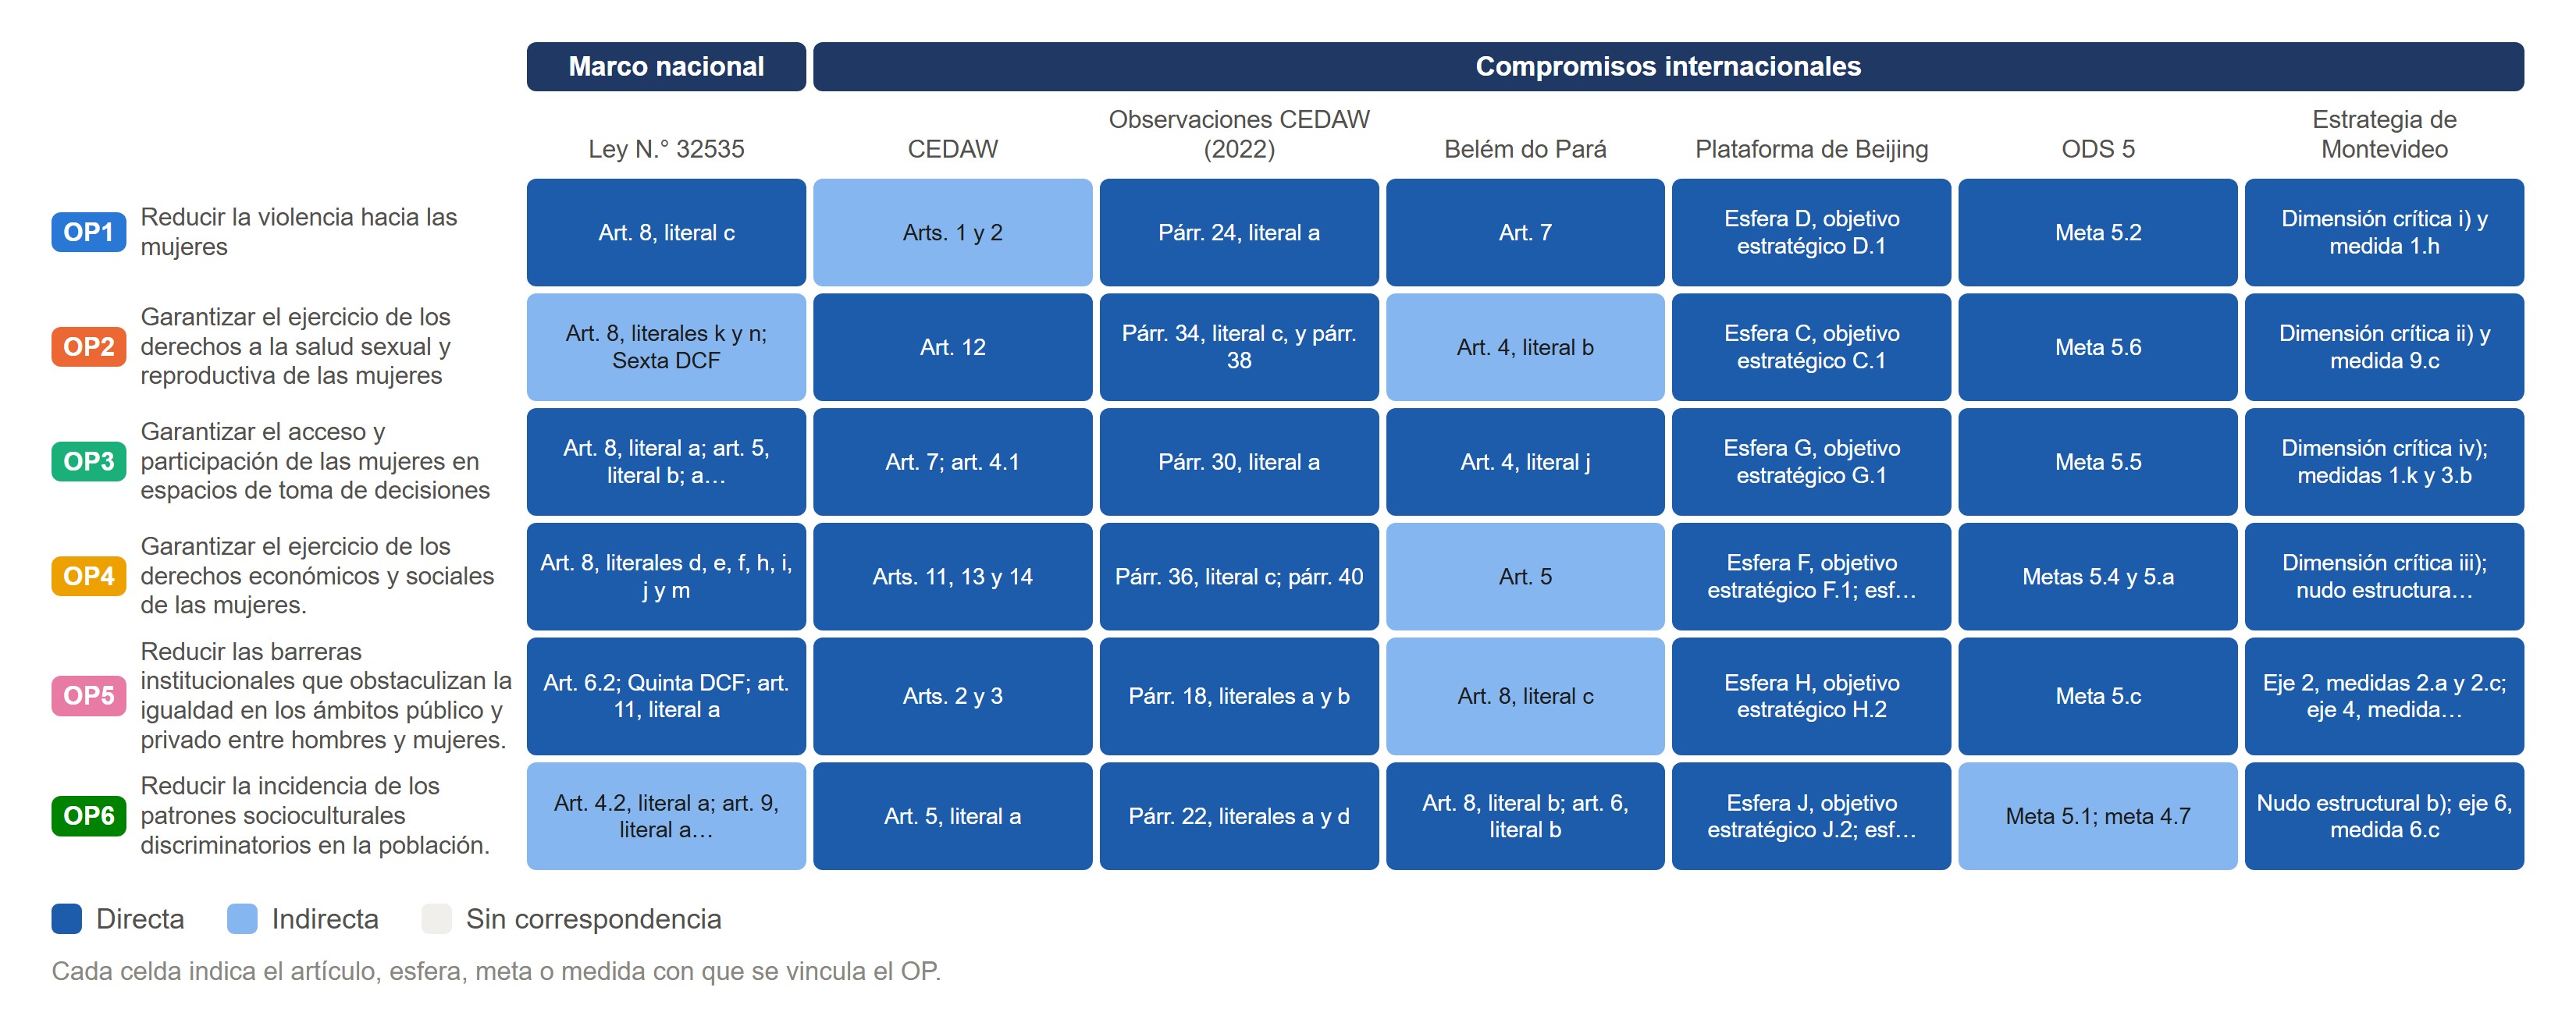 Marco nacional
Compromisos internacionales
Ley N.° 32535
CEDAW
Observaciones CEDAW
(2022)
Belém do Pará
Plataforma de Beijing
ODS 5
Estrategia de
Montevideo
OP1
Reducir la violencia hacia las
mujeres
Art. 8, literal c
Arts. 1 y 2
Párr. 24, literal a
Art. 7
Esfera D, objetivo
estratégico D.1
Meta 5.2
Dimensión crítica i) y
medida 1.h
OP2
Garantizar el ejercicio de los
derechos a la salud sexual y
reproductiva de las mujeres
Art. 8, literales k y n;
Sexta DCF
Art. 12
Párr. 34, literal c, y párr.
38
Art. 4, literal b
Esfera C, objetivo
estratégico C.1
Meta 5.6
Dimensión crítica ii) y
medida 9.c
OP3
Garantizar el acceso y
participación de las mujeres en
espacios de toma de decisiones
Art. 8, literal a; art. 5,
literal b; a…
Art. 7; art. 4.1
Párr. 30, literal a
Art. 4, literal j
Esfera G, objetivo
estratégico G.1
Meta 5.5
Dimensión crítica iv);
medidas 1.k y 3.b
OP4
Garantizar el ejercicio de los
derechos económicos y sociales
de las mujeres.
Art. 8, literales d, e, f, h, i,
j y m
Arts. 11, 13 y 14
Párr. 36, literal c; párr. 40
Art. 5
Esfera F, objetivo
estratégico F.1; esf…
Metas 5.4 y 5.a
Dimensión crítica iii);
nudo estructura…
OP5
Reducir las barreras
institucionales que obstaculizan la
igualdad en los ámbitos público y
privado entre hombres y mujeres.
Art. 6.2; Quinta DCF; art.
11, literal a
Arts. 2 y 3
Párr. 18, literales a y b
Art. 8, literal c
Esfera H, objetivo
estratégico H.2
Meta 5.c
Eje 2, medidas 2.a y 2.c;
eje 4, medida…
OP6
Reducir la incidencia de los
patrones socioculturales
discriminatorios en la población.
Art. 4.2, literal a; art. 9,
literal a…
Art. 5, literal a
Párr. 22, literales a y d
Art. 8, literal b; art. 6,
literal b
Esfera J, objetivo
estratégico J.2; esf…
Meta 5.1; meta 4.7
Nudo estructural b); eje 6,
medida 6.c
Directa
Indirecta
Sin correspondencia
Cada celda indica el artículo, esfera, meta o medida con que se vincula el OP.